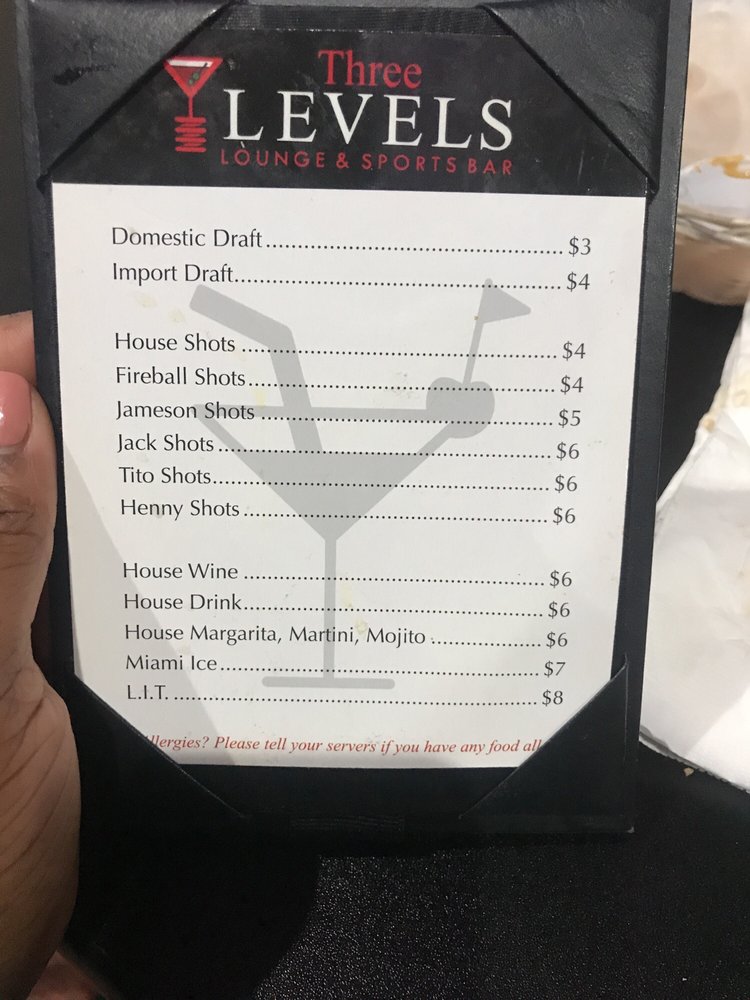 Three
LEVELS
LOUNGE & SPORTS BAR
Domestic Draft.......................................................... $3
Import Draft............................................................... $4
House Shots .............................................................. $4
Fireball Shots............................................................. $4
Jameson Shots ........................................................... $5
Jack Shots ................................................................... $6
Tito Shots.................................................................... $6
Henny Shots .............................................................. $6
House Wine ............................................................... $6
House Drink............................................................... $6
House Margarita, Martini, Mojito ....................... $6
Miami Ice................................................................... $7
L.I.T. ........................................................................... $8
llergies? Please tell your servers if you have any food all